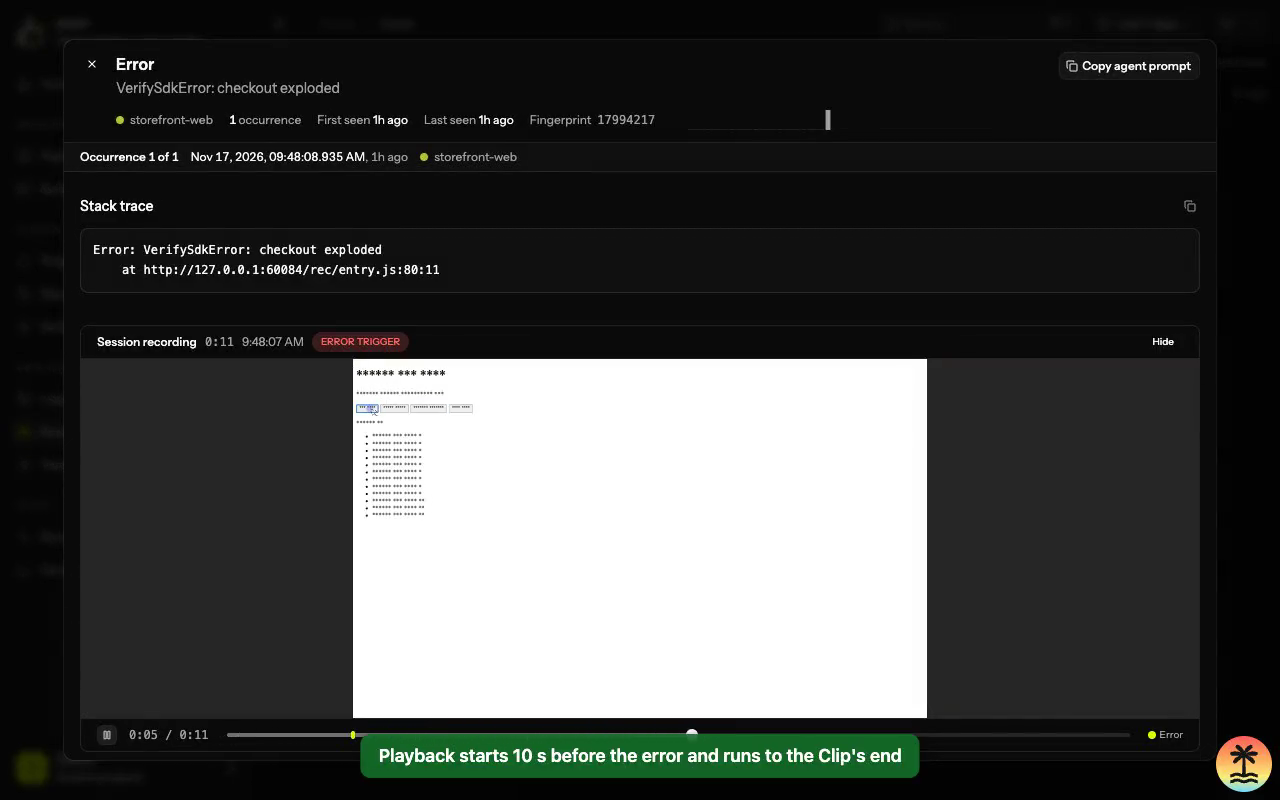 Error
Copy agent prompt
VerifySdkError: checkout exploded
storefront-web 1 occurrence First seen 1h ago Last seen 1h ago Fingerprint 17994217
Occurrence 1 of 1 Nov 17, 2026, 09:48:08.935 AM, 1h ago storefront-web
Stack trace
Error: VerifySdkError: checkout exploded
at http://127.0.0.1:60084/rec/entry.js:80:11
Session recording 0:11 9:48:07 AM ERROR TRIGGER Hide
****** *** ****
0:05 / 0:11 Error
Playback starts 10 s before the error and runs to the Clip's end